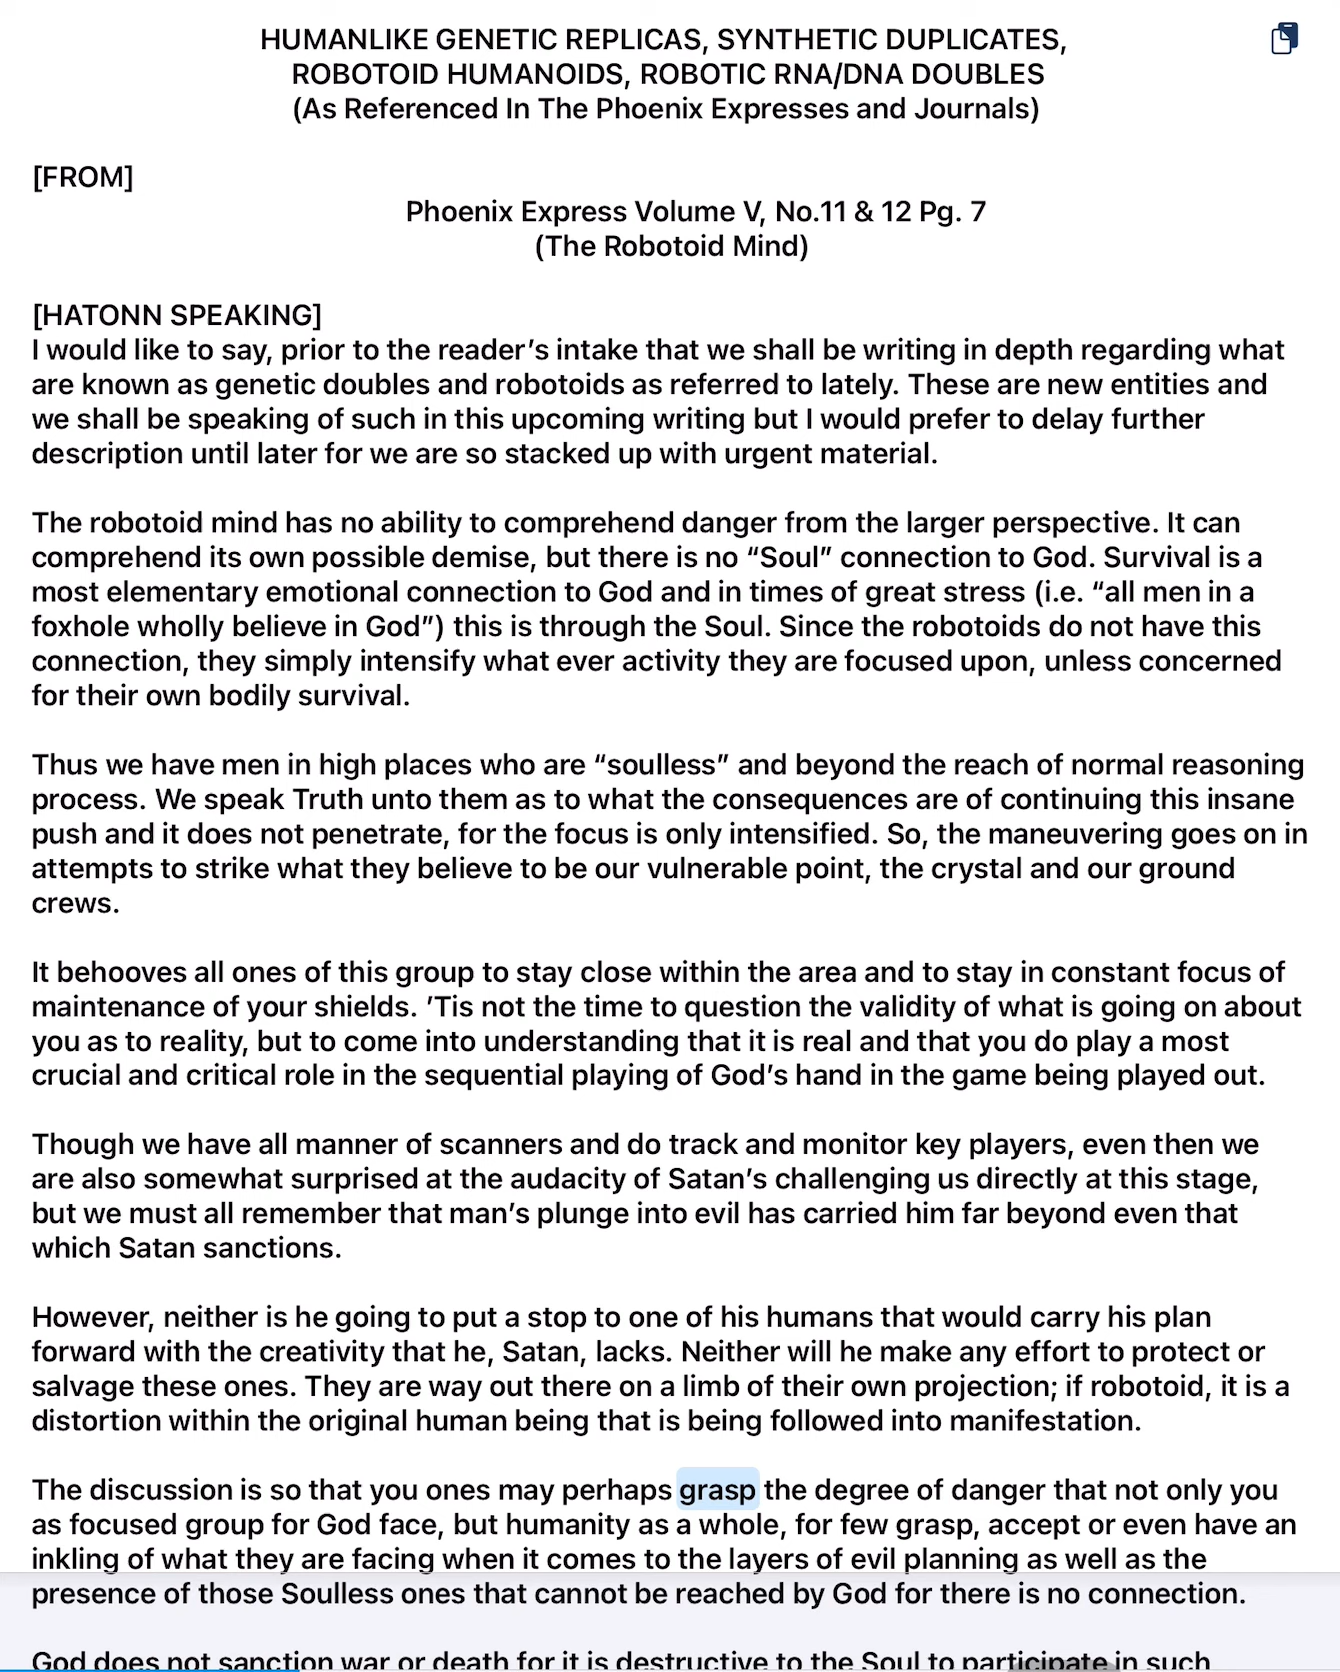 HUMANLIKE GENETIC REPLICAS, SYNTHETIC DUPLICATES,
ROBOTOID HUMANOIDS, ROBOTIC RNA/DNA DOUBLES
(As Referenced In The Phoenix Expresses and Journals)
[FROM]
Phoenix Express Volume V, No.11 & 12 Pg. 7
(The Robotoid Mind)
[HATONN SPEAKING]
I would like to say, prior to the reader’s intake that we shall be writing in depth regarding what
are known as genetic doubles and robotoids as referred to lately. These are new entities and
we shall be speaking of such in this upcoming writing but I would prefer to delay further
description until later for we are so stacked up with urgent material.
The robotoid mind has no ability to comprehend danger from the larger perspective. It can
comprehend its own possible demise, but there is no “Soul” connection to God. Survival is a
most elementary emotional connection to God and in times of great stress (i.e. “all men in a
foxhole wholly believe in God”) this is through the Soul. Since the robotoids do not have this
connection, they simply intensify what ever activity they are focused upon, unless concerned
for their own bodily survival.
Thus we have men in high places who are “soulless” and beyond the reach of normal reasoning
process. We speak Truth unto them as to what the consequences are of continuing this insane
push and it does not penetrate, for the focus is only intensified. So, the maneuvering goes on in
attempts to strike what they believe to be our vulnerable point, the crystal and our ground
crews.
It behooves all ones of this group to stay close within the area and to stay in constant focus of
maintenance of your shields. ’Tis not the time to question the validity of what is going on about
you as to reality, but to come into understanding that it is real and that you do play a most
crucial and critical role in the sequential playing of God’s hand in the game being played out.
Though we have all manner of scanners and do track and monitor key players, even then we
are also somewhat surprised at the audacity of Satan’s challenging us directly at this stage,
but we must all remember that man’s plunge into evil has carried him far beyond even that
which Satan sanctions.
However, neither is he going to put a stop to one of his humans that would carry his plan
forward with the creativity that he, Satan, lacks. Neither will he make any effort to protect or
salvage these ones. They are way out there on a limb of their own projection; if robotoid, it is a
distortion within the original human being that is being followed into manifestation.
The discussion is so that you ones may perhaps grasp the degree of danger that not only you
as focused group for God face, but humanity as a whole, for few grasp, accept or even have an
inkling of what they are facing when it comes to the layers of evil planning as well as the
presence of those Soulless ones that cannot be reached by God for there is no connection.
God does not sanction war or death for it is destructive to the Soul to participate in such